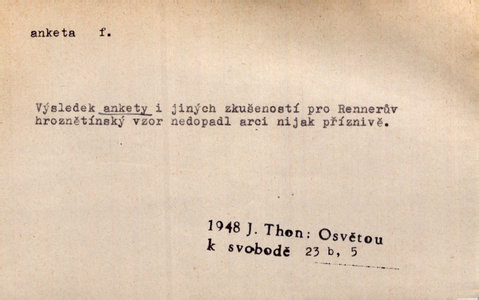 anketa f.
Výsledek ankety i jiných zkušeností pro Rennerův
hroznětínský vzor nedopadl arci nijak příznivě.
1948 J. Thon: Osvětou
k svobodě 23 b, 5